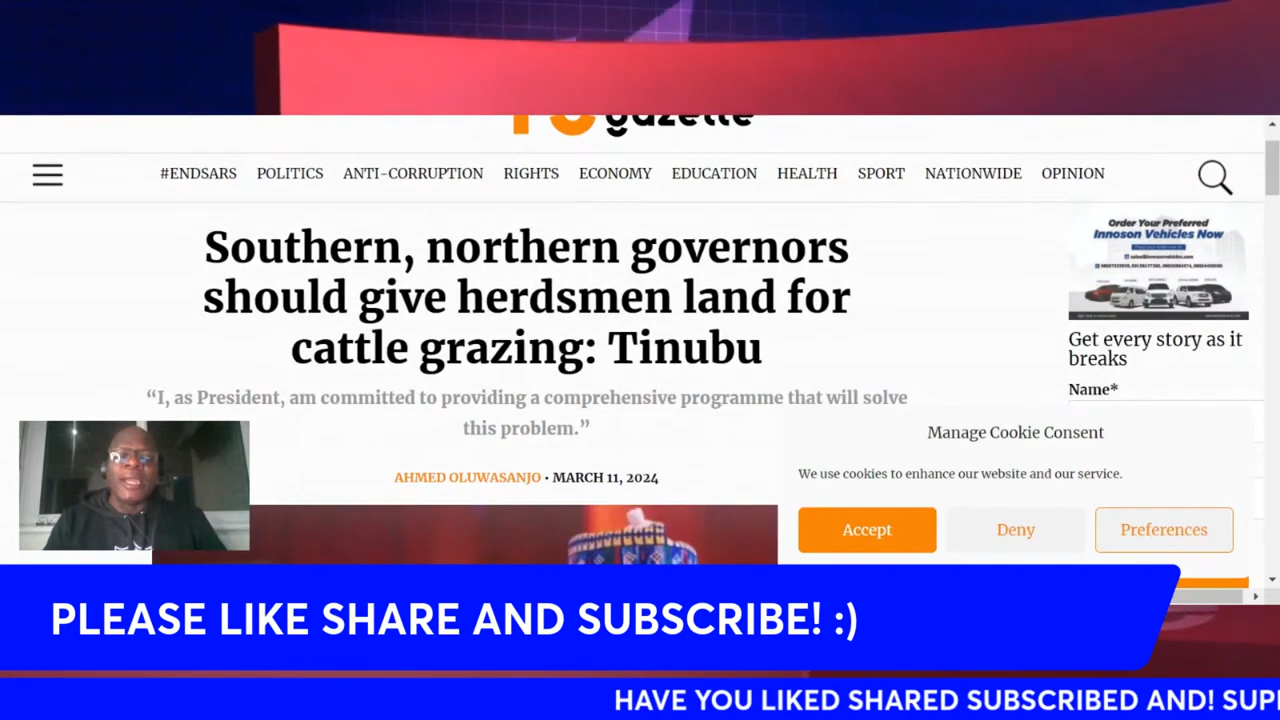 gazette
#ENDSARS POLITICS ANTI-CORRUPTION RIGHTS ECONOMY EDUCATION HEALTH SPORT NATIONWIDE OPINION
Southern, northern governors
should give herdsmen land for
cattle grazing: Tinubu
“I, as President, am committed to providing a comprehensive programme that will solve
this problem.”
AHMED OLUWASANJO • MARCH 11, 2024
Order Your Preferred
Innoson Vehicles Now
Get every story as it
breaks
Name*
Manage Cookie Consent
We use cookies to enhance our website and our service.
Accept
Deny
Preferences
PLEASE LIKE SHARE AND SUBSCRIBE! :)
HAVE YOU LIKED SHARED SUBSCRIBED AND! SUP